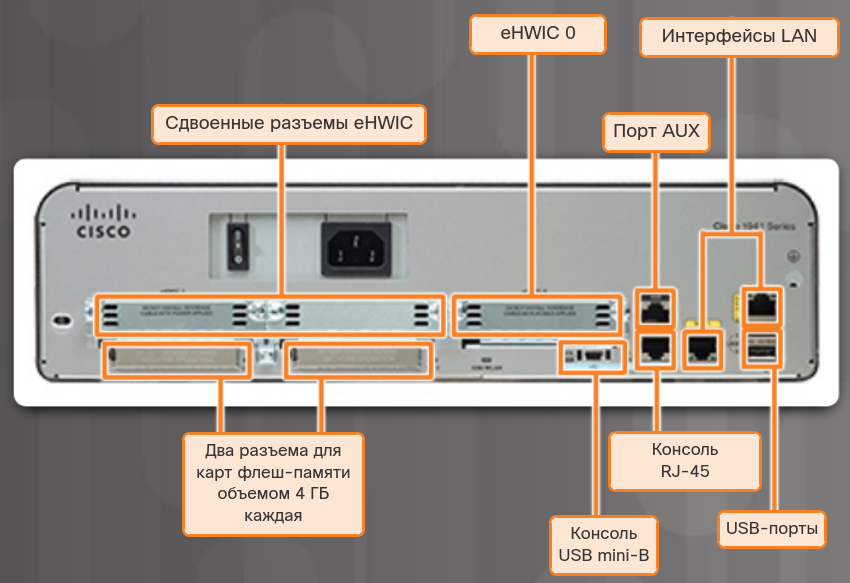 eHWIC 0
Интерфейсы LAN
Сдвоенные разъемы eHWIC
Порт AUX
CISCO
Cisco 1941 Series
Два разъема для
карт флеш-памяти
объемом 4 ГБ
каждая
Консоль
RJ-45
Консоль
USB mini-B
USB-порты